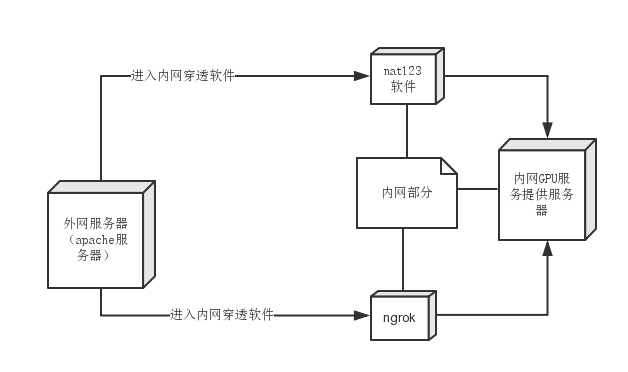 进入内网穿透软件
nat123
软件
内网部分
内网GPU服
务提供服务
器
外网服务器
（apache服
务器）
进入内网穿透软件
ngrok